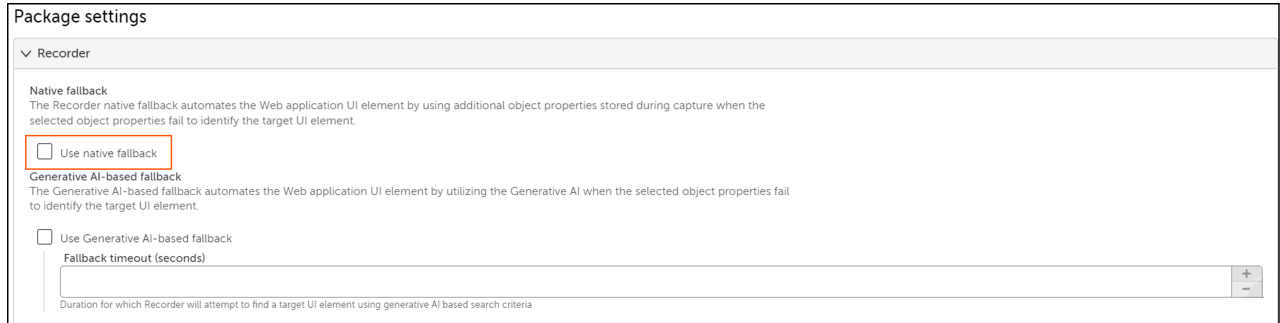 Package settings
Recorder
Native fallback
The Recorder native fallback automates the Web application UI element by using additional object properties stored during capture when the
selected object properties fail to identify the target UI element.
Use native fallback
Generative AI-based fallback
The Generative AI-based fallback automates the Web application UI element by utilizing the Generative AI when the selected object properties fail
to identify the target UI element.
Use Generative AI-based fallback
Fallback timeout (seconds)
+
−
Duration for which Recorder will attempt to find a target UI element using generative AI based search criteria